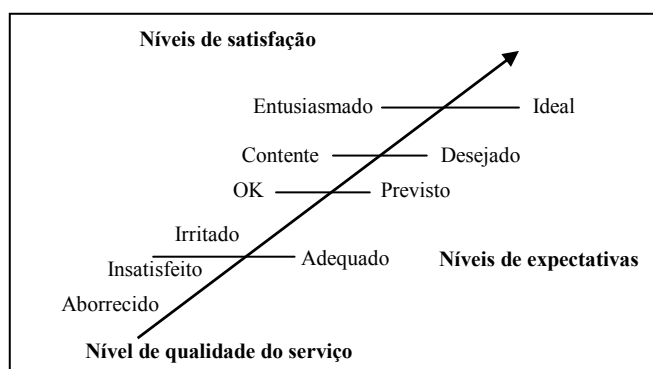 Níveis de satisfação
Entusiasmado Ideal
Contente Desejado
OK Previsto
Irritado
Insatisfeito Adequado
Níveis de expectativas
Aborrecido
Nível de qualidade do serviço